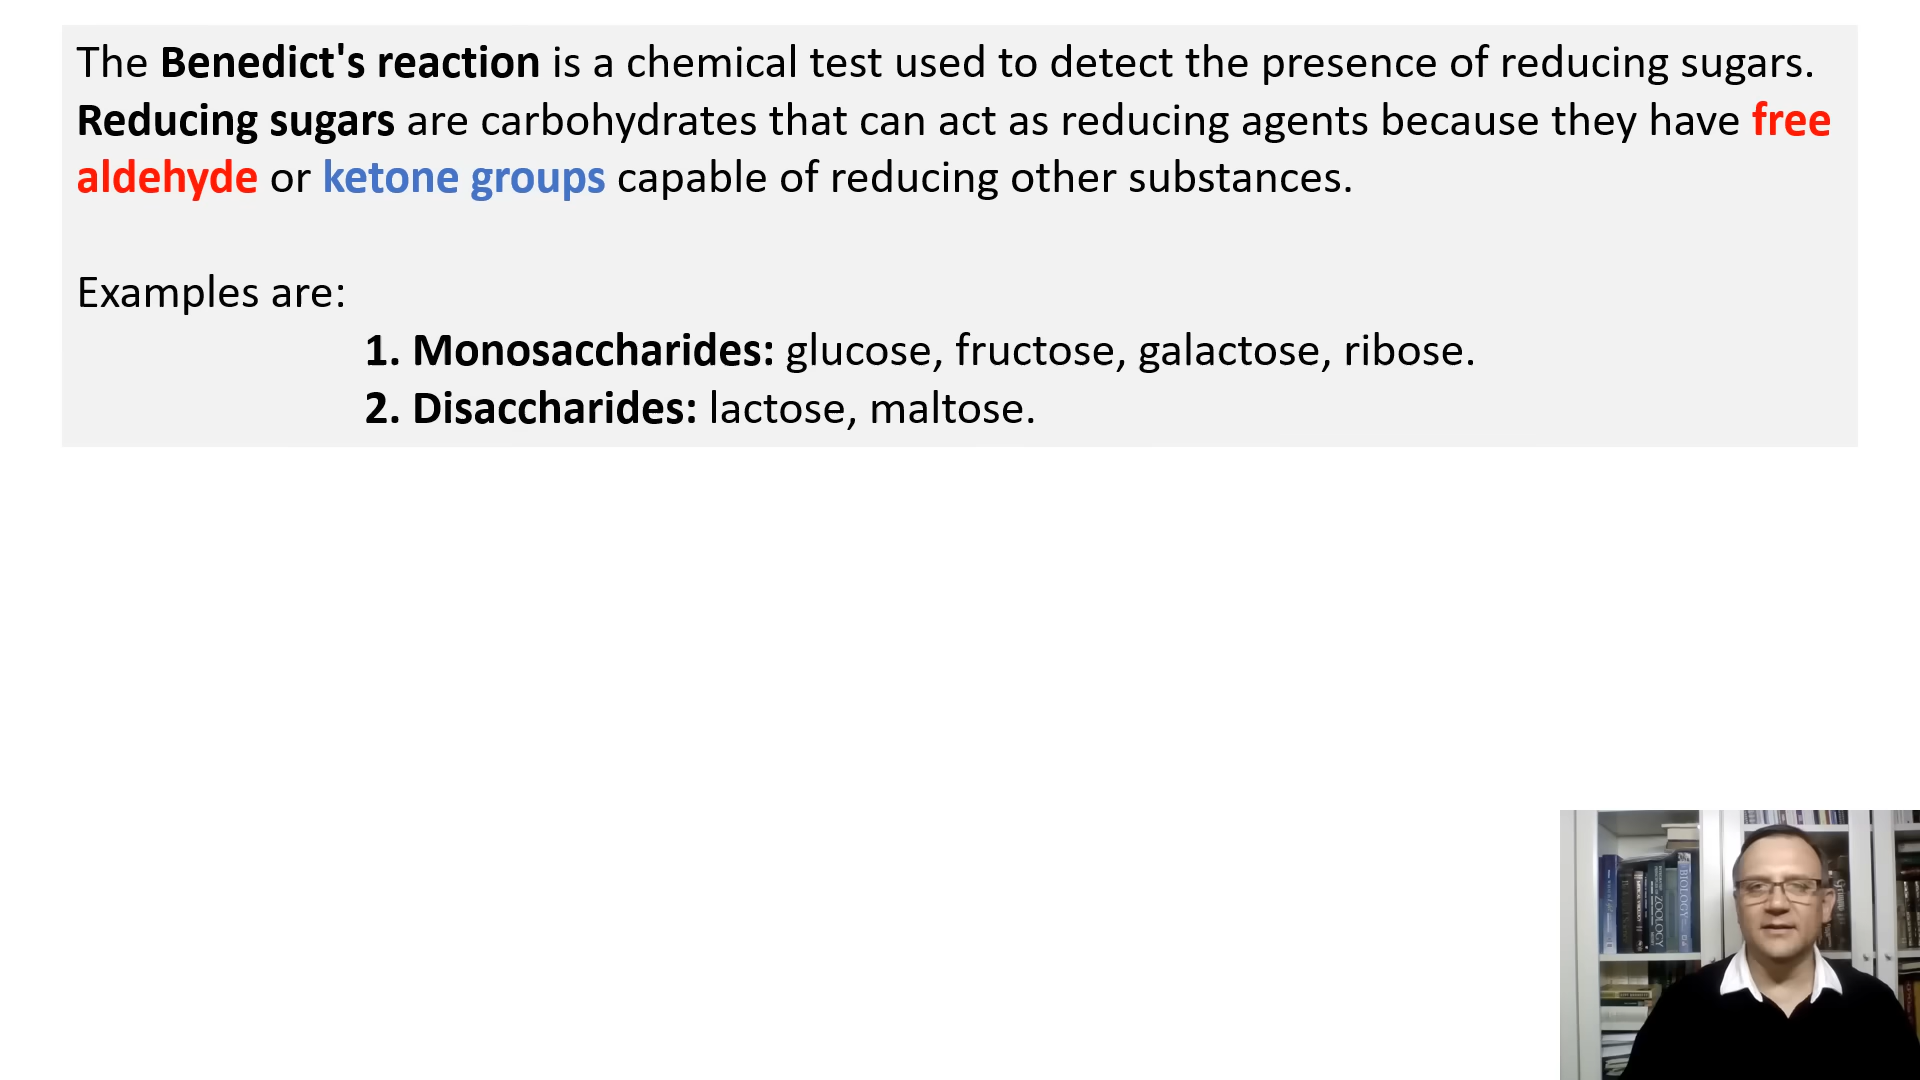 The Benedict's reaction is a chemical test used to detect the presence of reducing sugars.
Reducing sugars are carbohydrates that can act as reducing agents because they have free
aldehyde or ketone groups capable of reducing other substances.
Examples are:
1. Monosaccharides: glucose, fructose, galactose, ribose.
2. Disaccharides: lactose, maltose.
ZOOLOGY
BIOLOGY